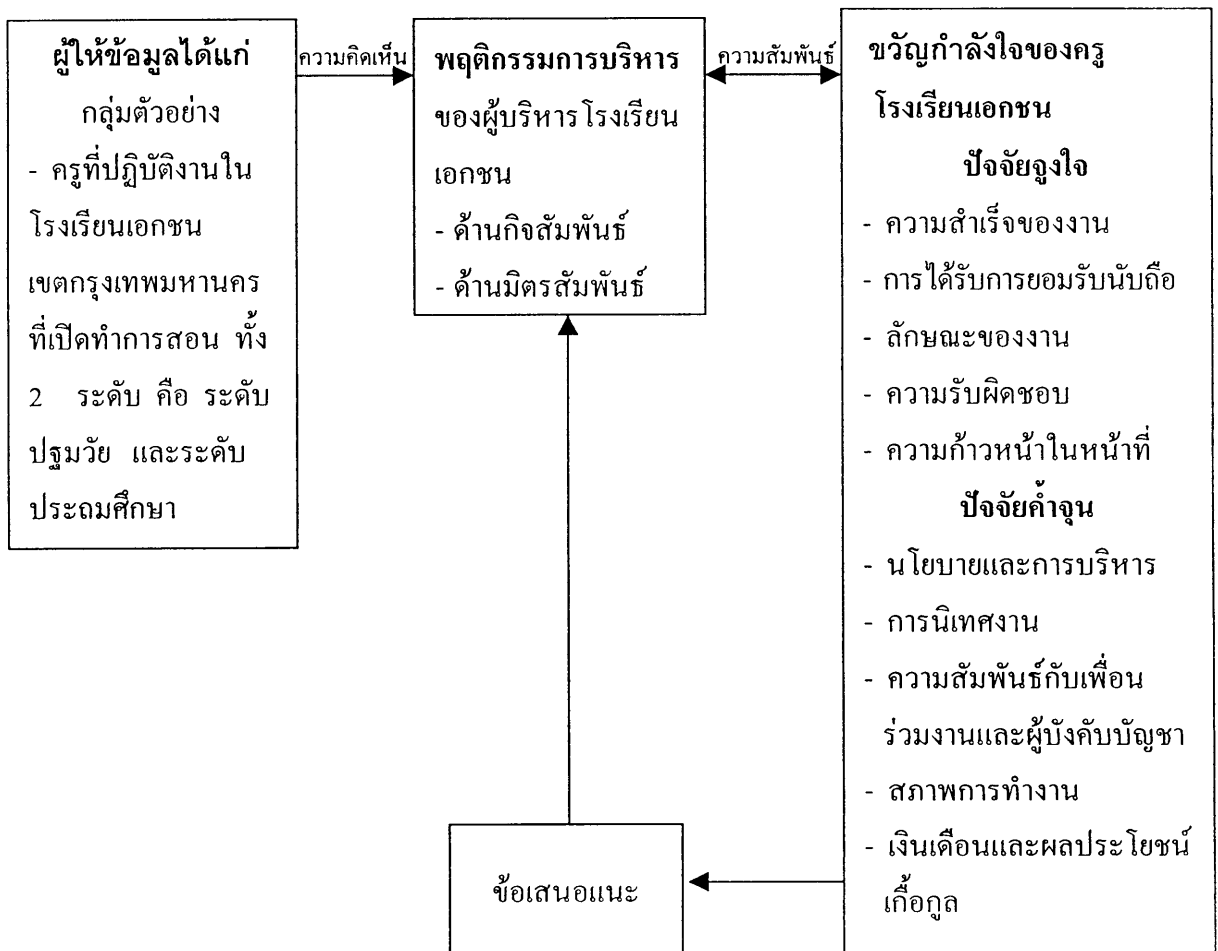 ผู้ให้ข้อมูลได้แก่
กลุ่มตัวอย่าง
- ครูที่ปฏิบัติงานใน
โรงเรียนเอกชน
เขตกรุงเทพมหานคร
ที่เปิดทำการสอน ทั้ง
2 ระดับ คือ ระดับ
ปฐมวัย และระดับ
ประถมศึกษา
ความคิดเห็น
พฤติกรรมการบริหาร
ของผู้บริหารโรงเรียน
เอกชน
- ด้านกิจสัมพันธ์
- ด้านมิตรสัมพันธ์
ความสัมพันธ์
ขวัญกำลังใจของครู
โรงเรียนเอกชน
ปัจจัยจูงใจ
- ความสำเร็จของงาน
- การได้รับการยอมรับนับถือ
- ลักษณะของงาน
- ความรับผิดชอบ
- ความก้าวหน้าในหน้าที่
ปัจจัยค้ำจุน
- นโยบายและการบริหาร
- การนิเทศงาน
- ความสัมพันธ์กับเพื่อน
ร่วมงานและผู้บังคับบัญชา
- สภาพการทำงาน
- เงินเดือนและผลประโยชน์
เกื้อกูล
ข้อเสนอแนะ